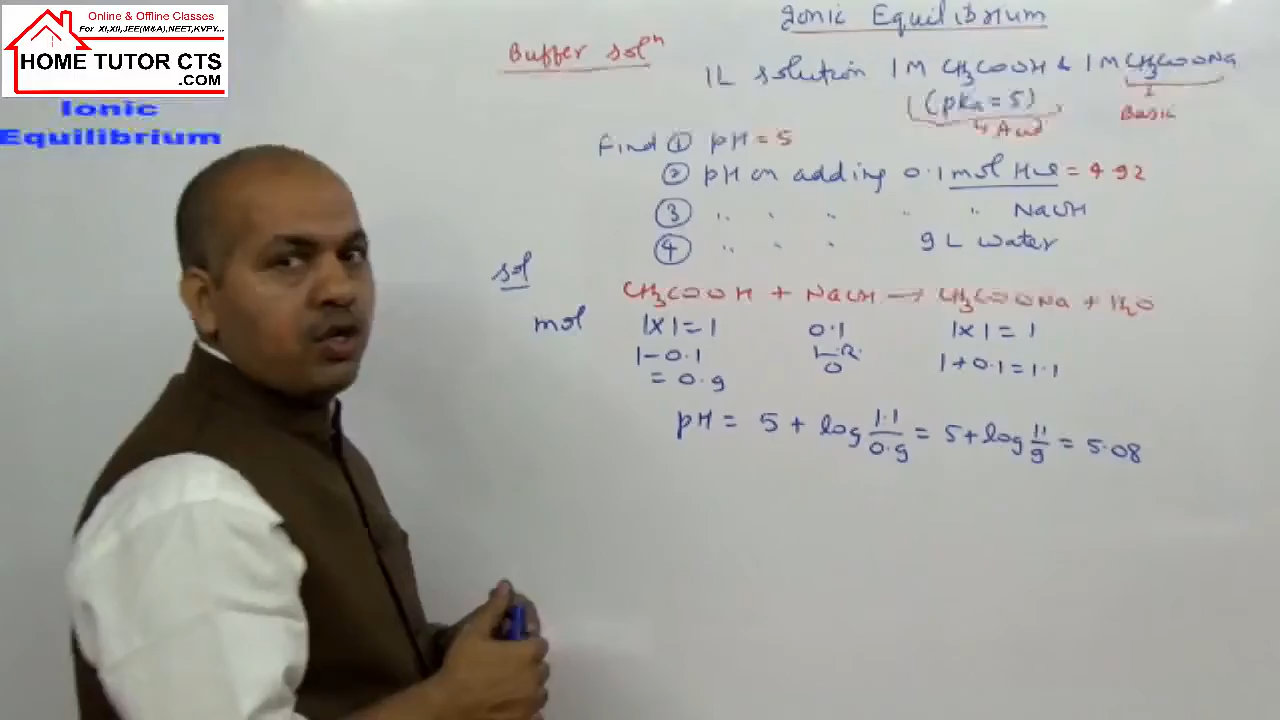 Online & Offline Classes
For XI,XII,JEE(M&A),NEET,KVPY...
HOME TUTOR CTS
.COM
Ionic
Equilibrium
Ionic Equilibrium
Buffer solⁿ
1L solution 1M CH3COOH & 1M CH3COONa
(pka = 5)
Acid
Basic
Find ① pH = 5
② pH on adding 0.1 mol HCl = 4.92
③ " " " " " NaOH
④ " " " 9L water
sol
CH3COOH + NaOH → CH3COONa + H2O
mol 1×1=1 0.1 1×1=1
1-0.1 L.R. 1+0.1=1.1
= 0.9 0
pH = 5 + log 1.1/0.9 = 5 + log 11/9 = 5.08